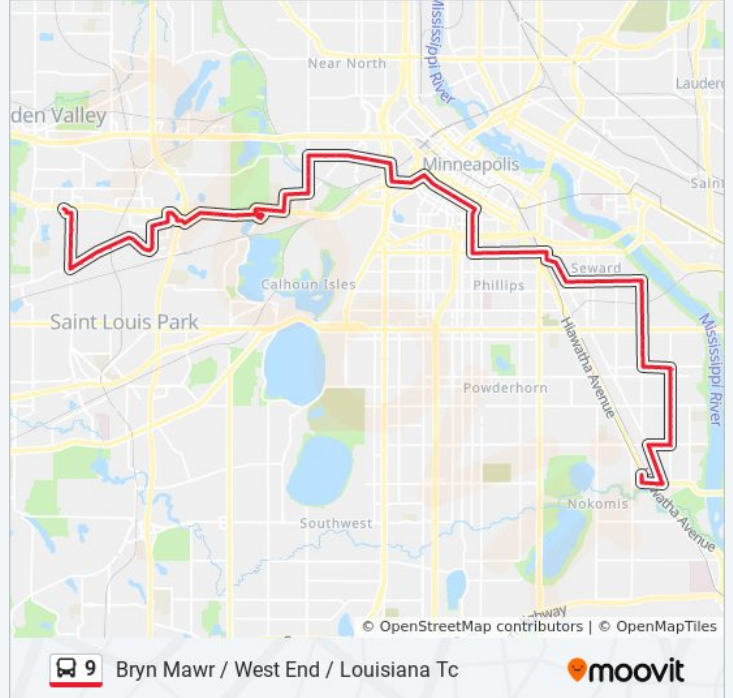 Mississippi River
Near North
Lauderd
den Valley
Minneapolis
Saint
Seward
Calhoun Isles
Phillips
Saint Louis Park
Hiawatha Avenue
Mississippi River
Powderhorn
Nokomis
watha Avenue
Southwest
ghway
© OpenStreetMap contributors | © OpenMapTiles
9 Bryn Mawr / West End / Louisiana Tc
moovit